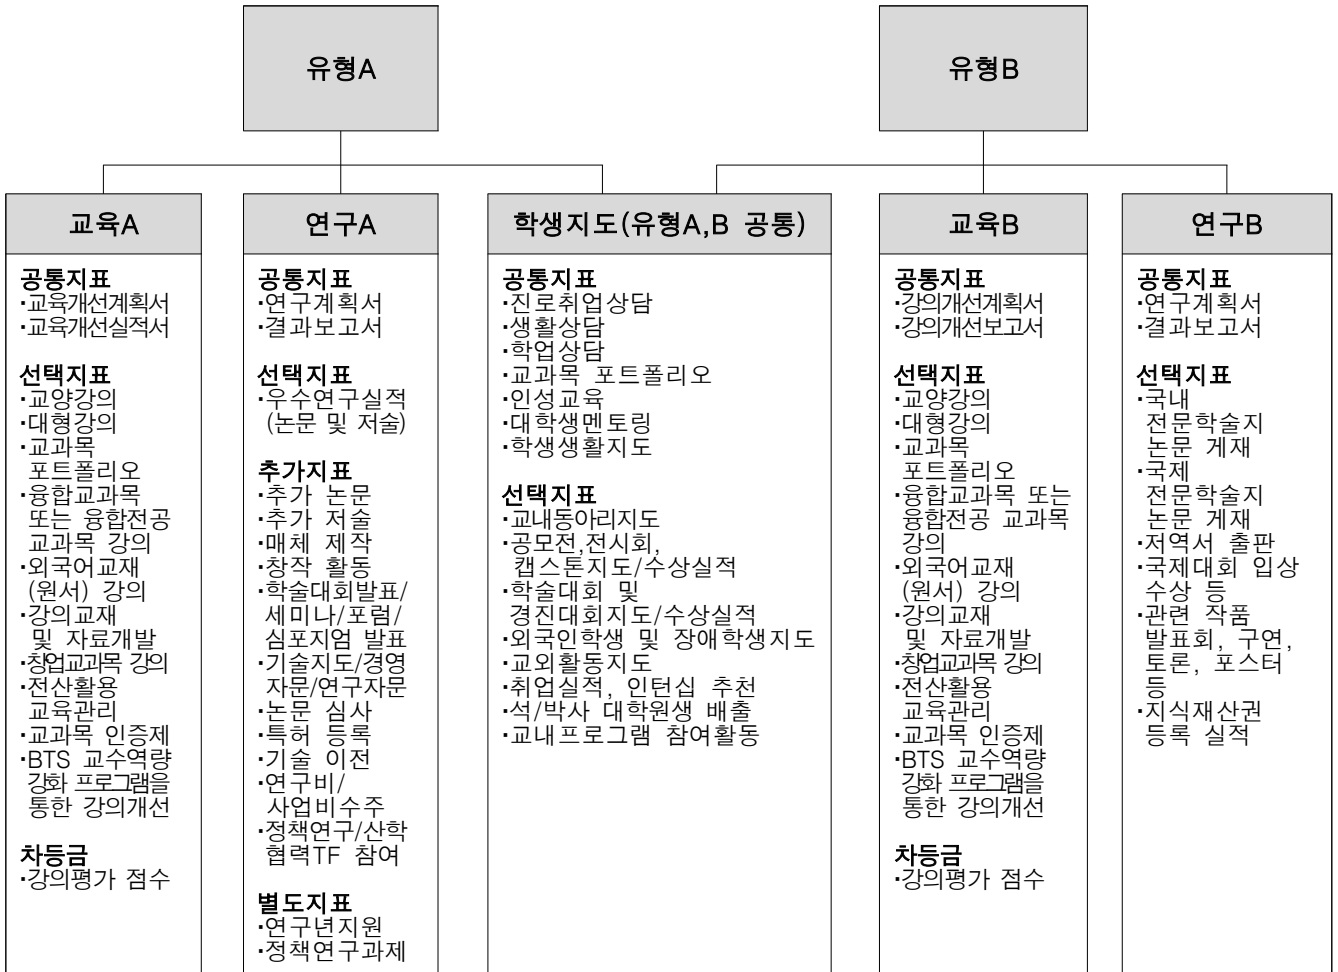 유형A
유형B
교육A
연구A
학생지도(유형A,B 공통)
교육B
연구B
공통지표
·교육개선계획서
·교육개선실적서
선택지표
·교양강의
·대형강의
·교과목
포트폴리오
·융합교과목
또는 융합전공
교과목 강의
·외국어교재
(원서) 강의
·강의교재
및 자료개발
·창업교과목 강의
·전산활용
교육관리
·교과목 인증제
·BTS 교수역량
강화 프로그램을
통한 강의개선
차등금
·강의평가 점수
공통지표
·연구계획서
·결과보고서
선택지표
·우수연구실적
(논문 및 저술)
추가지표
·추가 논문
·추가 저술
·매체 제작
·창작 활동
·학술대회발표/
세미나/포럼/
심포지엄 발표
·기술지도/경영
자문/연구자문
·논문 심사
·특허 등록
·기술 이전
·연구비/
사업비수주
·정책연구/산학
협력TF 참여
별도지표
·연구년지원
·정책연구과제
공통지표
·진로취업상담
·생활상담
·학업상담
·교과목 포트폴리오
·인성교육
·대학생멘토링
·학생생활지도
선택지표
·교내동아리지도
·공모전,전시회,
캡스톤지도/수상실적
·학술대회 및
경진대회지도/수상실적
·외국인학생 및 장애학생지도
·교외활동지도
·취업실적, 인턴십 추천
·석/박사 대학원생 배출
·교내프로그램 참여활동
공통지표
·강의개선계획서
·강의개선보고서
선택지표
·교양강의
·대형강의
·교과목
포트폴리오
·융합교과목 또는
융합전공 교과목
강의
·외국어교재
(원서) 강의
·강의교재
및 자료개발
·창업교과목 강의
·전산활용
교육관리
·교과목 인증제
·BTS 교수역량
강화 프로그램을
통한 강의개선
차등금
·강의평가 점수
공통지표
·연구계획서
·결과보고서
선택지표
·국내
전문학술지
논문 게재
·국제
전문학술지
논문 게재
·저역서 출판
·국제대회 입상
수상 등
·관련 작품
발표회, 구연,
토론, 포스터
등
·지식재산권
등록 실적